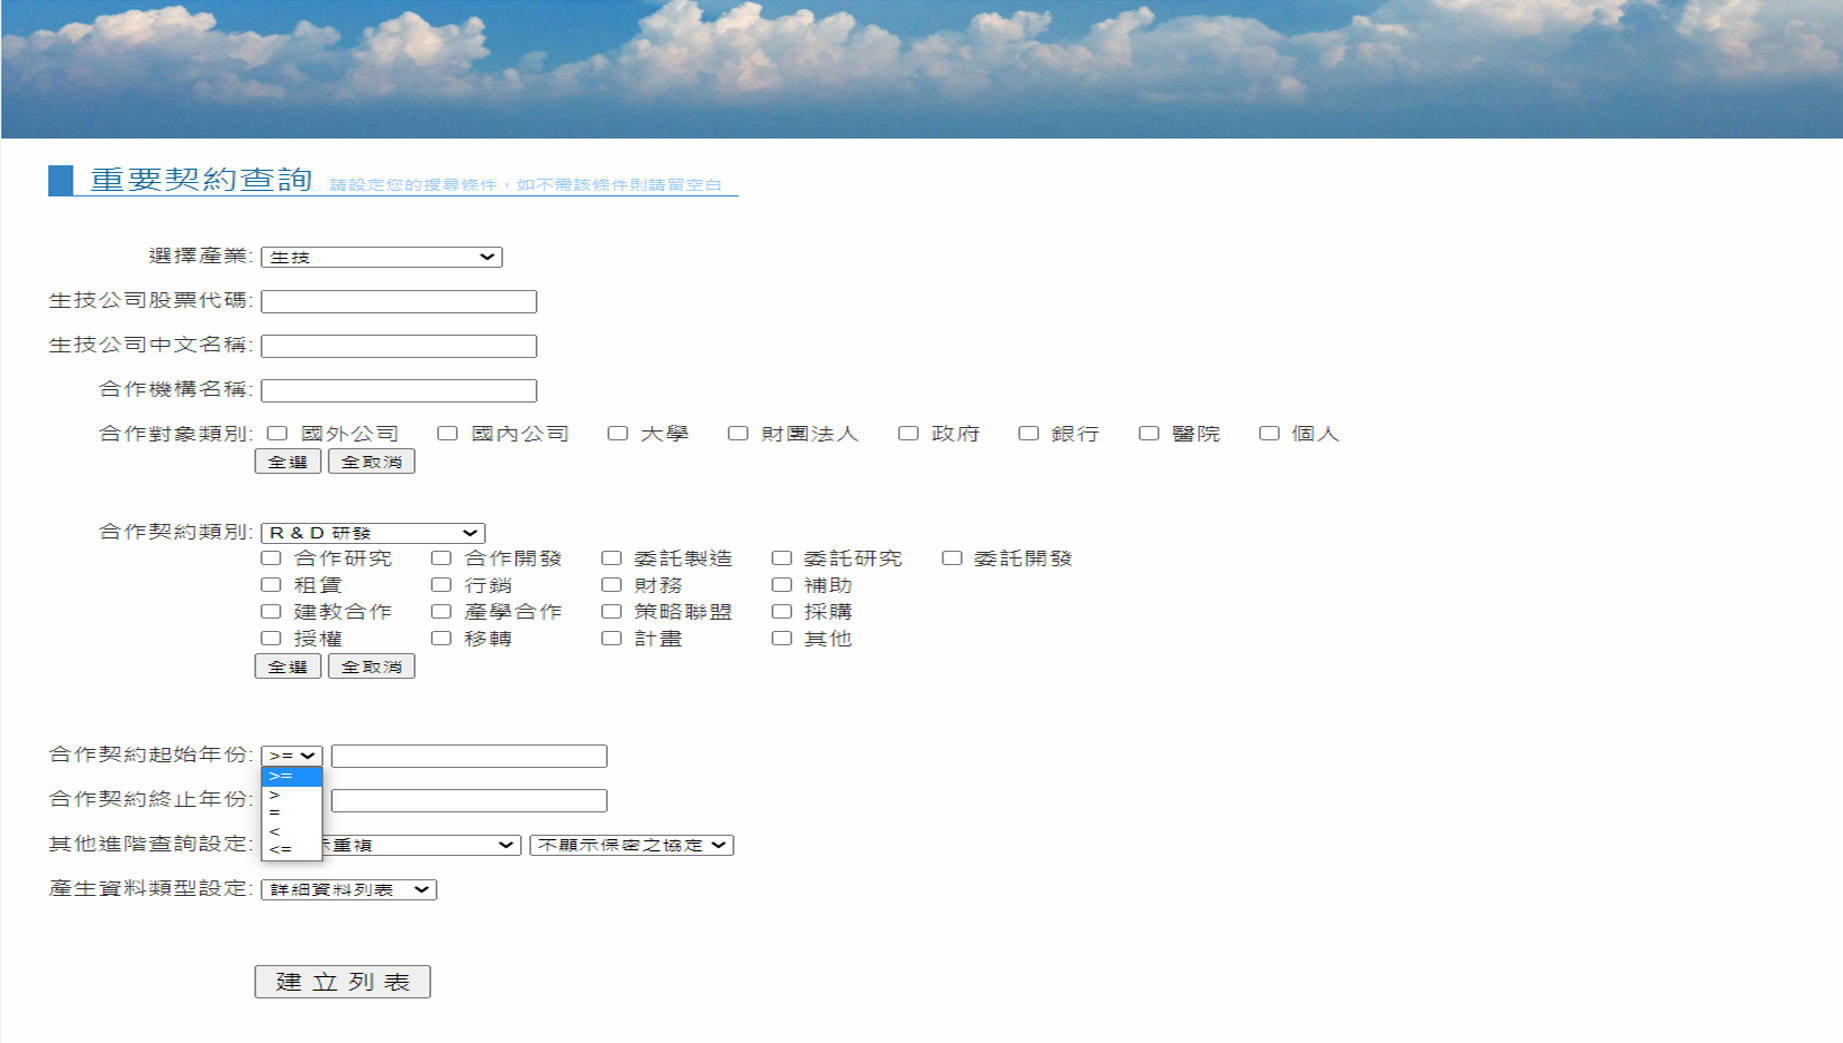 重要契約查詢 請設定您的搜尋條件，如不需該條件則請留空白
選擇產業: 生技
生技公司股票代碼:
生技公司中文名稱:
合作機構名稱:
合作對象類別: 國外公司 國內公司 大學 財團法人 政府 銀行 醫院 個人
全選 全取消
合作契約類別: R & D 研發
合作研究 合作開發 委託製造 委託研究 委託開發
租賃 行銷 財務 補助
建教合作 產學合作 策略聯盟 採購
授權 移轉 計畫 其他
全選 全取消
合作契約起始年份: >=
>=
>
=
<
<=
合作契約終止年份:
其他進階查詢設定: 示重複 不顯示保密之協定
產生資料類型設定: 詳細資料列表
建立列表